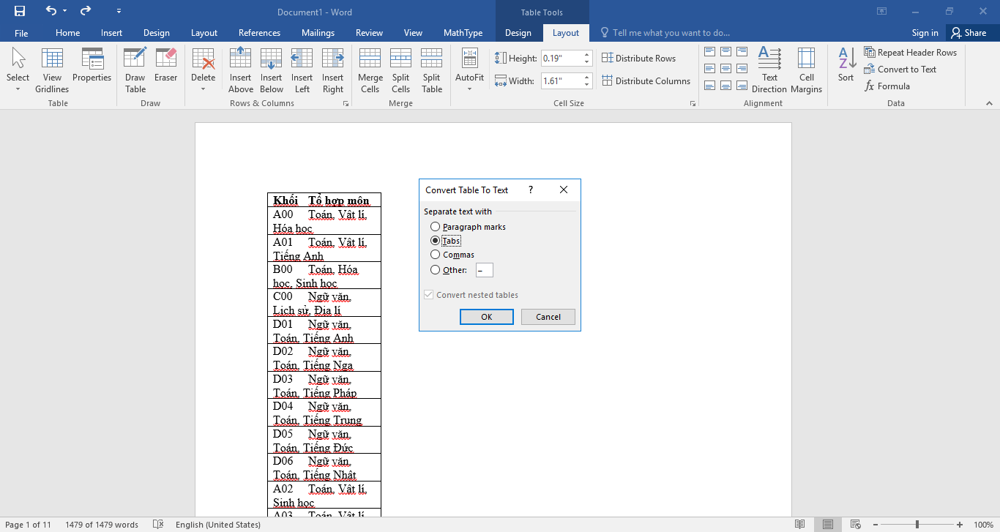 Document1 - Word
Table Tools
File Home Insert Design Layout References Mailings Review View MathType Design Layout Tell me what you want to do... Sign in Share
Select View Gridlines Properties Draw Table Eraser Delete Insert Above Insert Below Insert Left Insert Right Merge Cells Split Cells Split Table AutoFit
Height: 0.19" Distribute Rows
Width: 1.61" Distribute Columns
Text Direction Cell Margins Sort
Repeat Header Rows
Convert to Text
fx Formula
Table Draw Rows & Columns Merge Cell Size Alignment Data
Khối Tổ hợp môn
A00 Toán, Vật lí,
Hóa học
A01 Toán, Vật lí,
Tiếng Anh
B00 Toán, Hóa
học, Sinh học
C00 Ngữ văn,
Lịch sử, Địa lí
D01 Ngữ văn,
Toán, Tiếng Anh
D02 Ngữ văn,
Toán, Tiếng Nga
D03 Ngữ văn,
Toán, Tiếng Pháp
D04 Ngữ văn,
Toán, Tiếng Trung
D05 Ngữ văn,
Toán, Tiếng Đức
D06 Ngữ văn,
Toán, Tiếng Nhật
A02 Toán, Vật lí,
Sinh học
A03 Toán, Vật lí,
Convert Table To Text ?
Separate text with
Paragraph marks
Tabs
Commas
Other: –
Convert nested tables
OK Cancel
Page 1 of 11 1479 of 1479 words English (United States) 100%